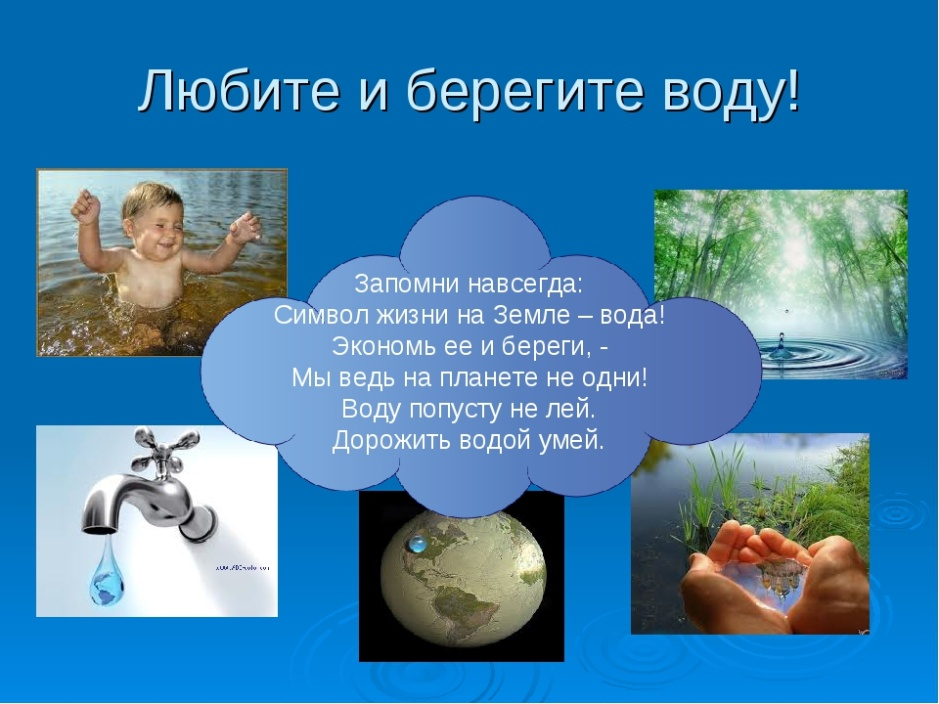 Любите и берегите воду!
Запомни навсегда:
Символ жизни на Земле – вода!
Экономь ее и береги, -
Мы ведь на планете не одни!
Воду попусту не лей.
Дорожить водой умей.